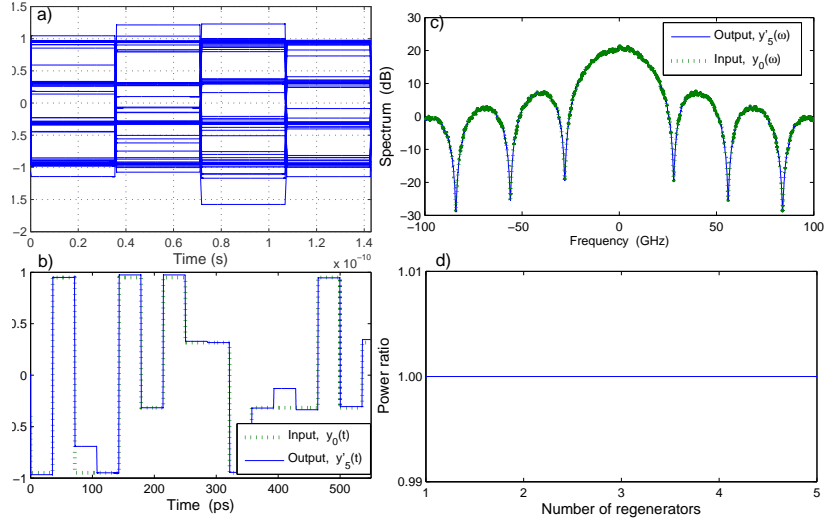 a)
1.5
1
0.5
0
-0.5
-1
1.5
-2
0 0.2 0.4 0.6 0.8 1 1.2 1.4
Time (s)
x 10⁻¹⁰
c)
Output, y'₅(ω)
Input, y₀(ω)
Spectrum (dB)
30
20
10
0
-10
-20
-30
-100 -50 0 50 100
Frequency (GHz)
b)
1
0.5
0
0.5
-1
Input, y₀(t)
Output, y'₅(t)
0 100 200 300 400 500
Time (ps)
d)
Power ratio
1.01
1.00
0.99
1 2 3 4 5
Number of regenerators